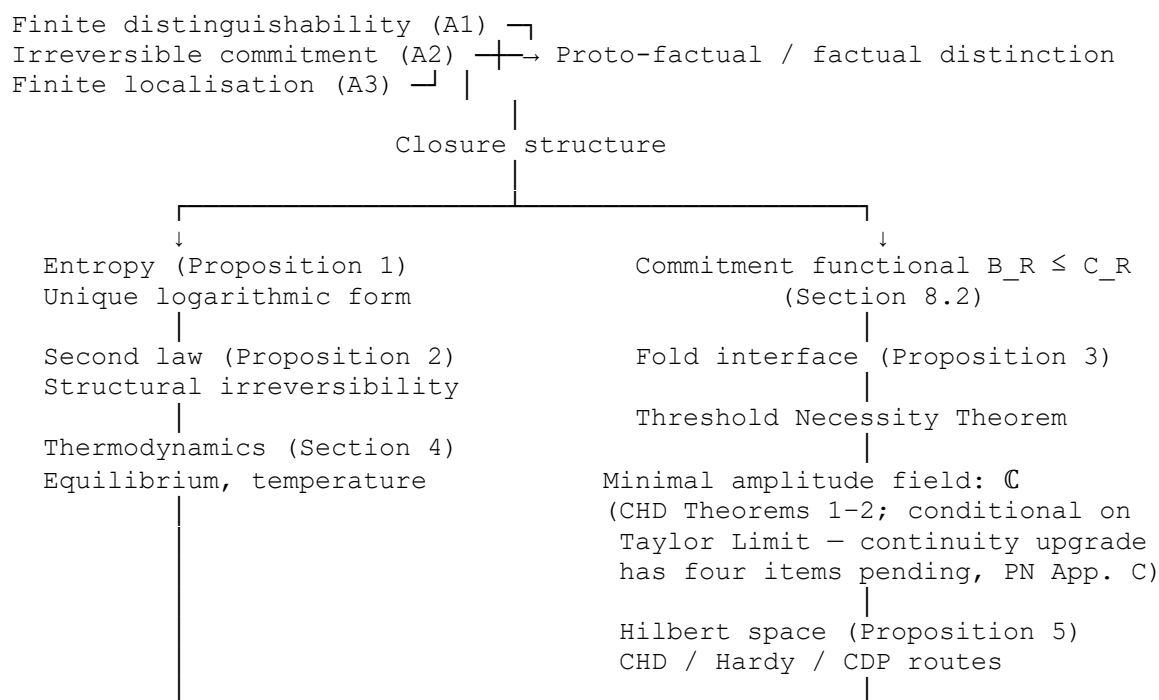 Finite distinguishability (A1) ─┐
Irreversible commitment (A2) ─┼─→ Proto-factual / factual distinction
Finite localisation (A3) ─┘ │
Closure structure
↓ ↓
Entropy (Proposition 1) Commitment functional B_R ≤ C_R
Unique logarithmic form (Section 8.2)
Second law (Proposition 2) Fold interface (Proposition 3)
Structural irreversibility
Threshold Necessity Theorem
Thermodynamics (Section 4)
Equilibrium, temperature Minimal amplitude field: ℂ
(CHD Theorems 1–2; conditional on
Taylor Limit — continuity upgrade
has four items pending, PN App. C)
Hilbert space (Proposition 5)
CHD / Hardy / CDP routes